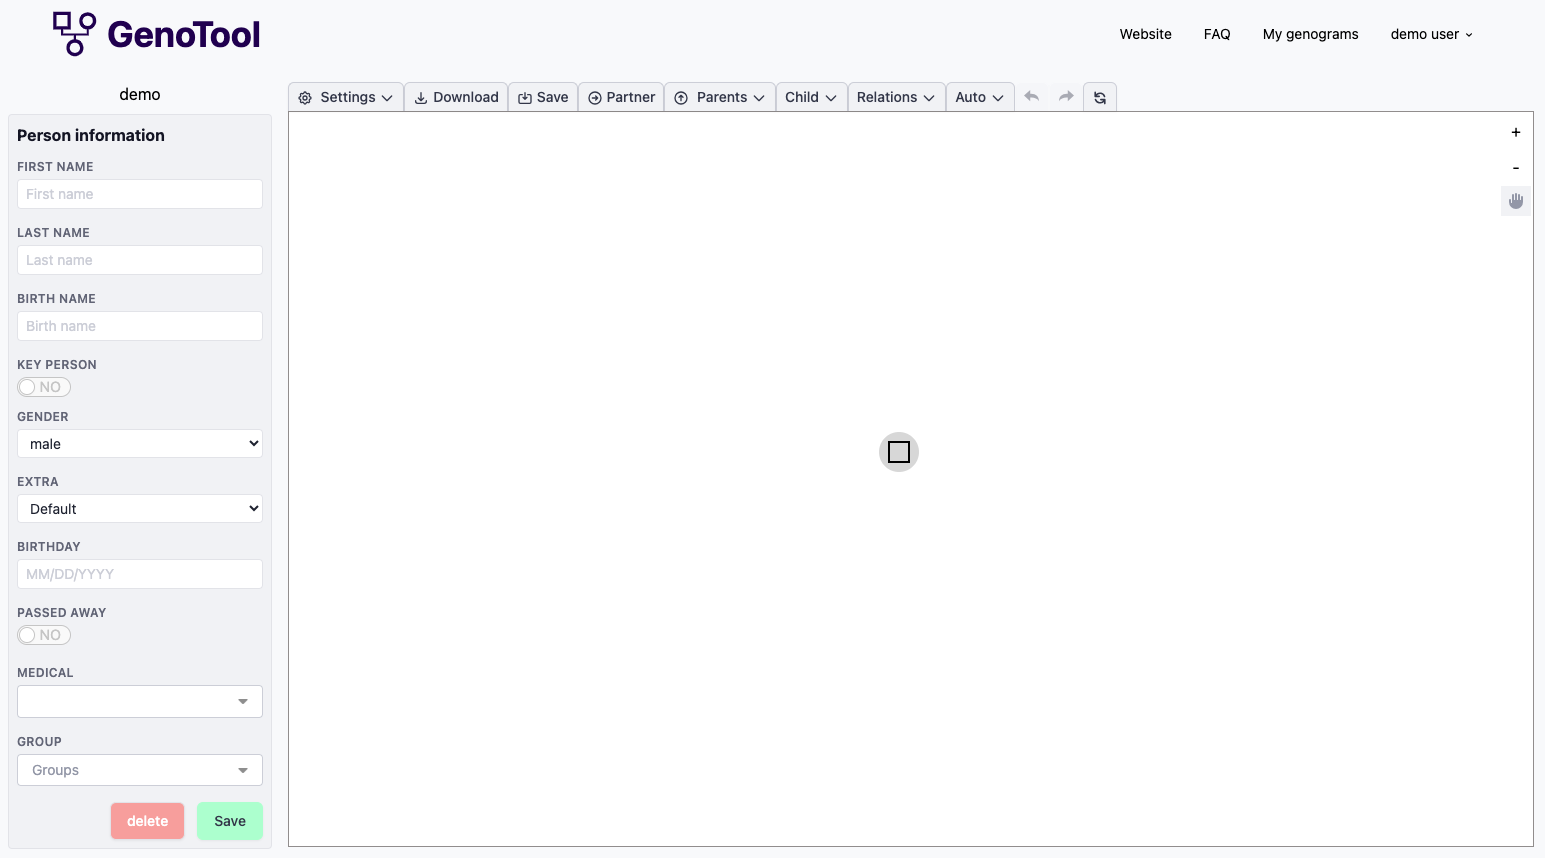 GenoTool
Website
FAQ
My genograms
demo user
demo
Settings
Download
Save
Partner
Parents
Child
Relations
Auto
+
-
Person information
FIRST NAME
First name
LAST NAME
Last name
BIRTH NAME
Birth name
KEY PERSON
NO
GENDER
male
EXTRA
Default
BIRTHDAY
MM/DD/YYYY
PASSED AWAY
NO
MEDICAL
GROUP
Groups
delete
Save